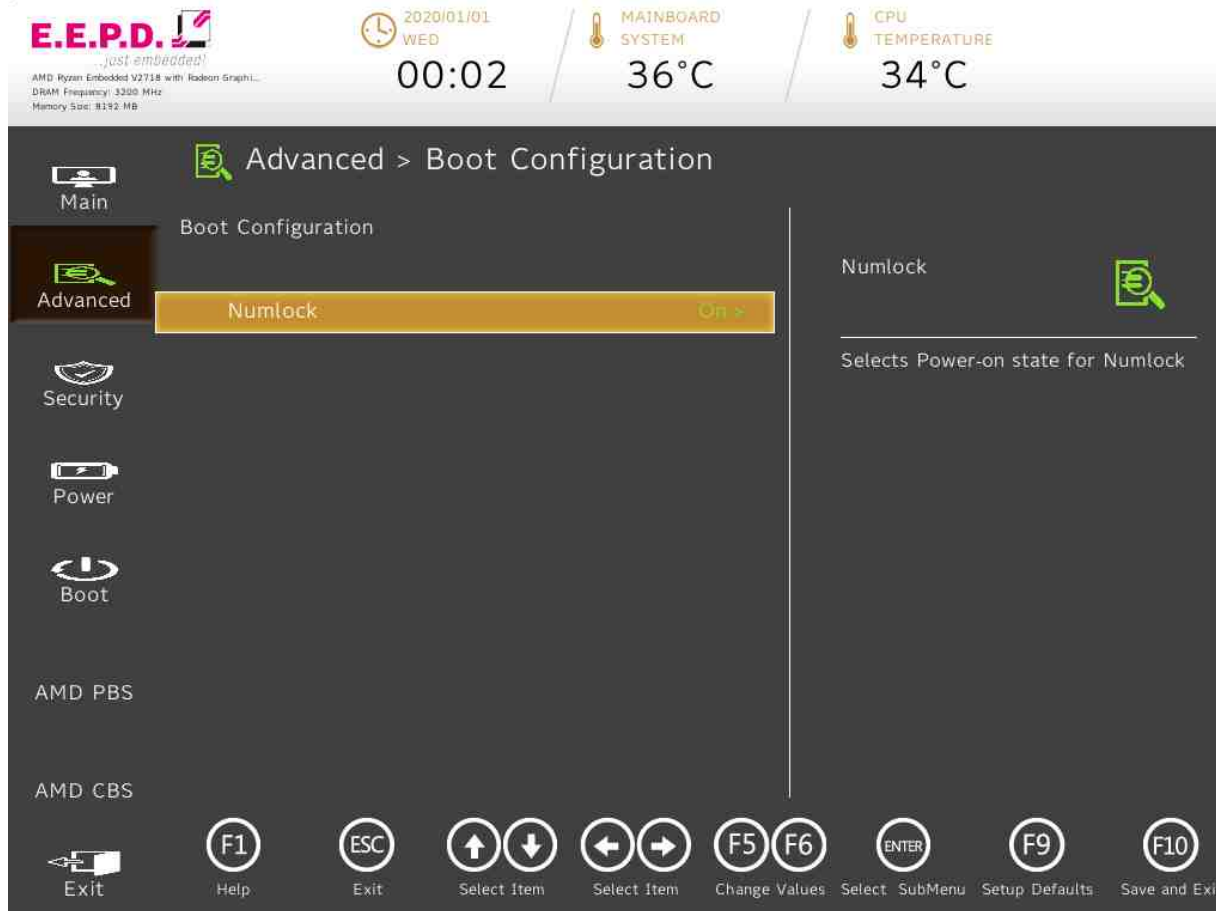 E.E.P.D.
...just embedded!
AMD Ryzen Embedded V2718 with Radeon Graphi...
DRAM Frequency: 3200 MHz
Memory Size: 8192 MB
2020/01/01
WED
00:02
MAINBOARD
SYSTEM
36°C
CPU
TEMPERATURE
34°C
Main
Advanced
Security
Power
Boot
AMD PBS
AMD CBS
Exit
Advanced > Boot Configuration
Boot Configuration
Numlock On >
Numlock
Selects Power-on state for Numlock
F1
Help
ESC
Exit
Select Item
Select Item
F5 F6
Change Values
ENTER
Select SubMenu
F9
Setup Defaults
F10
Save and Exi